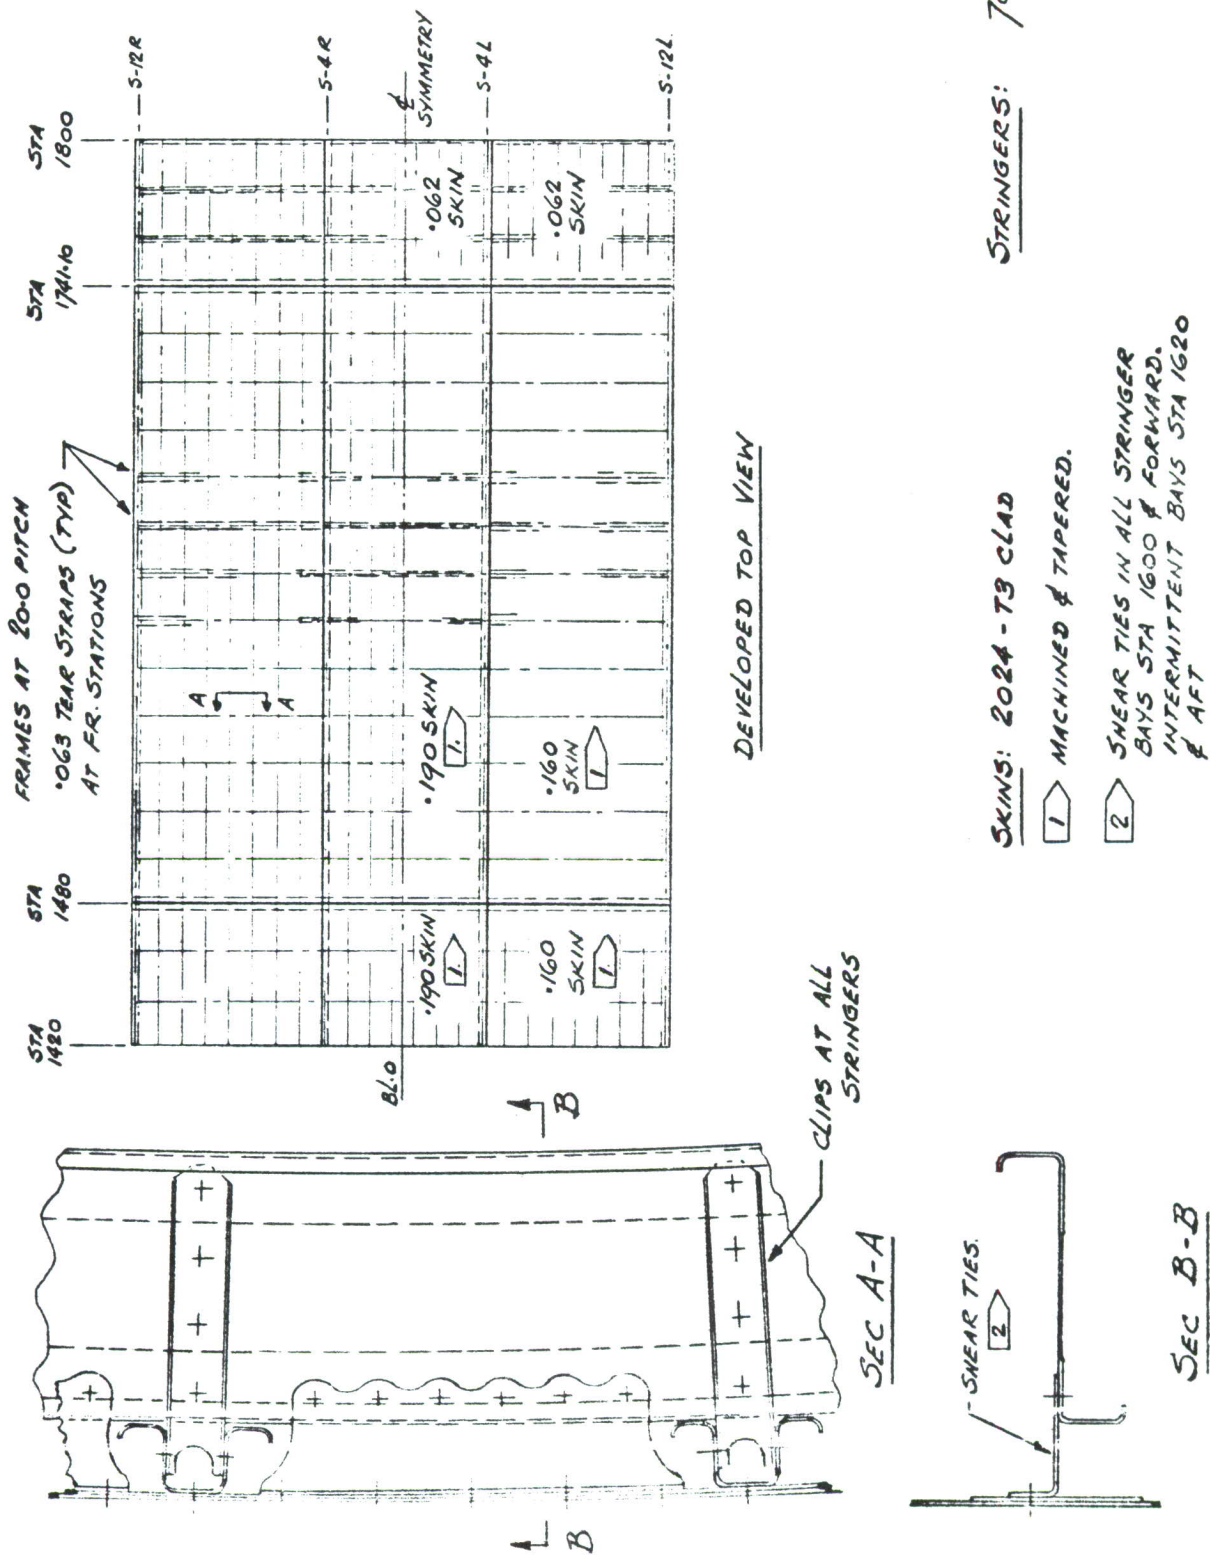 FRAMES AT 20.0 PITCH
.063 TEAR STRAPS (TYP)
AT FR. STATIONS
STA
1420
STA
1480
STA
1741.10
STA
1800
S-12R
S-4R
℄
SYMMETRY
S-4L
S-12L
BL.0
A
A
.190 SKIN
1
.190 SKIN
1
.062
SKIN
.160
SKIN
1
.160
SKIN
1
.062
SKIN
DEVELOPED TOP VIEW
B
B
CLIPS AT ALL
STRINGERS
SEC A-A
SHEAR TIES.
2
SEC B-B
SKINS: 2024-T3 CLAD
1 MACHINED & TAPERED.
2 SHEAR TIES IN ALL STRINGER
BAYS STA 1600 & FORWARD.
INTERMITTENT BAYS STA 1620
& AFT
STRINGERS: